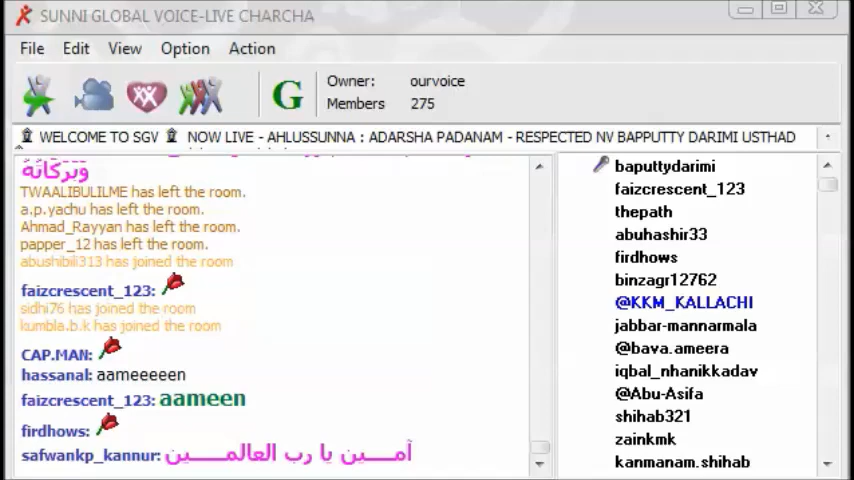 SUNNI GLOBAL VOICE-LIVE CHARCHA
File Edit View Option Action
G
Owner: ourvoice
Members 275
WELCOME TO SGV NOW LIVE - AHLUSSUNNA : ADARSHA PADANAM - RESPECTED NV BAPPUTTY DARIMI USTHAD
وَبَرَكَاتُهُ
TWAALIBULILME has left the room.
a.p.yachu has left the room.
Ahmad_Rayyan has left the room.
papper_12 has left the room.
abushibili313 has joined the room
faizcrescent_123:
sidhi76 has joined the room
kumbla.b.k has joined the room
CAP.MAN:
hassanal: aameeeeen
faizcrescent_123: aameen
firdhows:
safwankp_kannur: آمــــين يا رب العالمـــــين
baputtydarimi
faizcrescent_123
thepath
abuhashir33
firdhows
binzagr12762
@KKM_KALLACHI
jabbar-mannarmala
@bava.ameera
iqbal_nhanikkadav
@Abu-Asifa
shihab321
zainkmk
kanmanam.shihab